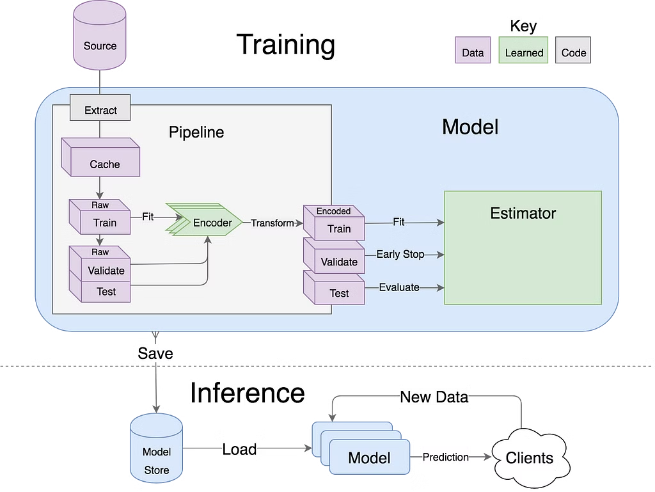 Training
Key
Data
Learned
Code
Source
Extract
Pipeline
Model
Cache
Raw
Train
Fit
Encoder
Transform
Encoded
Train
Fit
Estimator
Raw
Validate
Test
Validate
Early Stop
Test
Evaluate
Save
Inference
New Data
Model
Store
Load
Model
Prediction
Clients